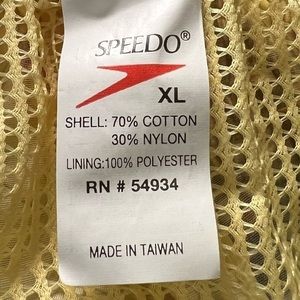 SPEEDO®
XL
SHELL: 70% COTTON
30% NYLON
LINING:100% POLYESTER
RN # 54934
MADE IN TAIWAN